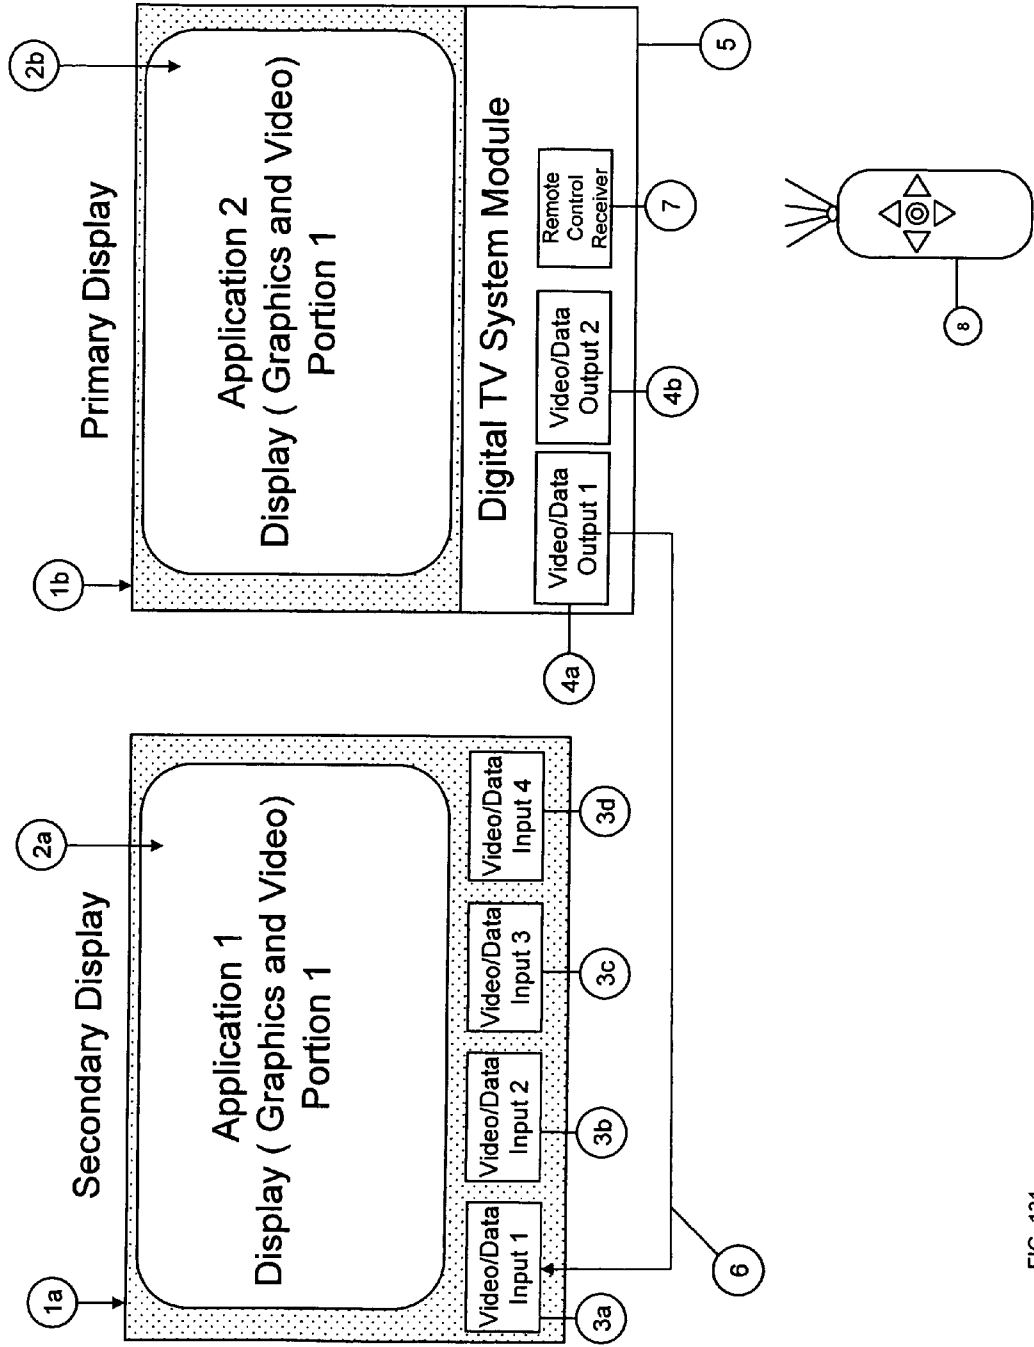 Secondary Display
1a
2a
Application 1
Display ( Graphics and Video)
Portion 1
Video/Data
Input 1
Video/Data
Input 2
Video/Data
Input 3
Video/Data
Input 4
3a
3b
3c
3d
6
Primary Display
1b
2b
Application 2
Display ( Graphics and Video)
Portion 1
Digital TV System Module
Video/Data
Output 1
Video/Data
Output 2
Remote
Control
Receiver
4a
4b
7
5
8